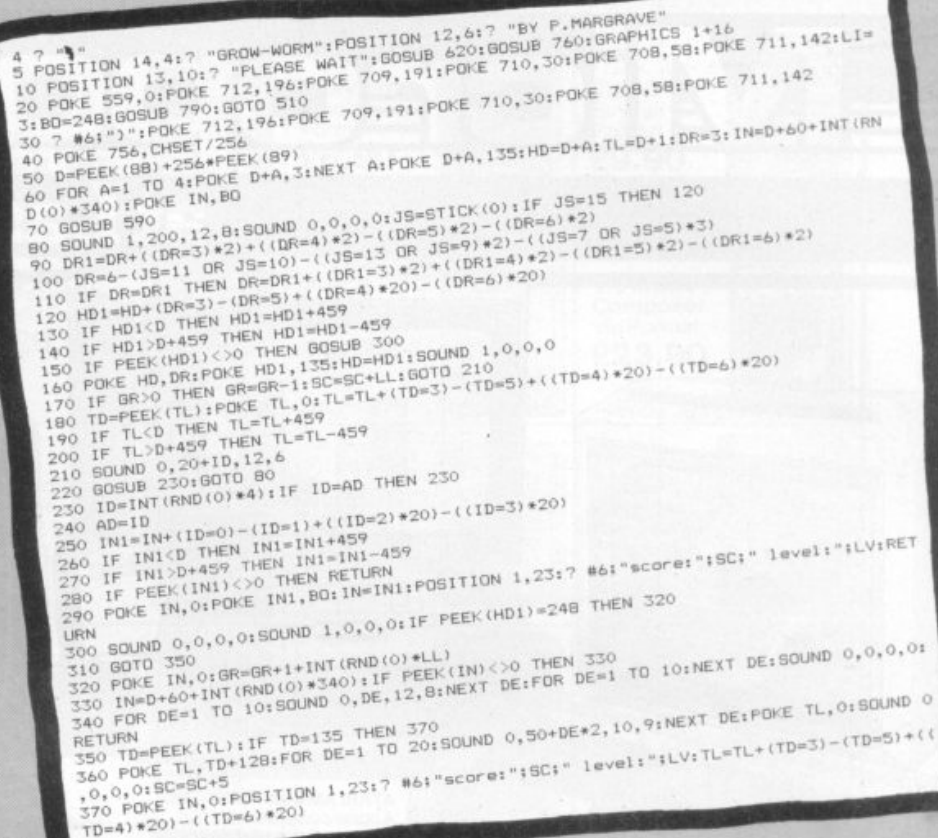 4 ? "}"
5 POSITION 14,4:? "GROW-WORM":POSITION 12,6:? "BY P.MARGRAVE"
10 POSITION 13,10:? "PLEASE WAIT":GOSUB 620:GOSUB 760:GRAPHICS 1+16
20 POKE 559,0:POKE 712,196:POKE 709,191:POKE 710,30:POKE 708,58:POKE 711,142:LI=
3:BO=248:GOSUB 790:GOTO 510
30 ? #6;")":POKE 712,196:POKE 709,191:POKE 710,30:POKE 708,58:POKE 711,142
40 POKE 756,CHSET/256
50 D=PEEK(88)+256*PEEK(89)
60 FOR A=1 TO 4:POKE D+A,3:NEXT A:POKE D+A,135:HD=D+A:TL=D+1:DR=3:IN=D+60+INT(RN
D(0)*340):POKE IN,BO
70 GOSUB 590
80 SOUND 1,200,12,8:SOUND 0,0,0,0:JS=STICK(0):IF JS=15 THEN 120
90 DR1=DR+((DR=3)*2)+((DR=4)*2)-((DR=5)*2)-((DR=6)*2)
100 DR=6-(JS=11 OR JS=10)-((JS=13 OR JS=9)*2)-((JS=7 OR JS=5)*3)
110 IF DR=DR1 THEN DR=DR1+((DR1=3)*2)+((DR1=4)*2)-((DR1=5)*2)-((DR1=6)*2)
120 HD1=HD+(DR=3)-(DR=5)+((DR=4)*20)-((DR=6)*20)
130 IF HD1<D THEN HD1=HD1+459
140 IF HD1>D+459 THEN HD1=HD1-459
150 IF PEEK(HD1)<>0 THEN GOSUB 300
160 POKE HD,DR:POKE HD1,135:HD=HD1:SOUND 1,0,0,0
170 IF GR>0 THEN GR=GR-1:SC=SC+LL:GOTO 210
180 TD=PEEK(TL):POKE TL,0:TL=TL+(TD=3)-(TD=5)+((TD=4)*20)-((TD=6)*20)
190 IF TL<D THEN TL=TL+459
200 IF TL>D+459 THEN TL=TL-459
210 SOUND 0,20+ID,12,6
220 GOSUB 230:GOTO 80
230 ID=INT(RND(0)*4):IF ID=AD THEN 230
240 AD=ID
250 IN1=IN+(ID=0)-(ID=1)+((ID=2)*20)-((ID=3)*20)
260 IF IN1<D THEN IN1=IN1+459
270 IF IN1>D+459 THEN IN1=IN1-459
280 IF PEEK(IN1)<>0 THEN RETURN
290 POKE IN,0:POKE IN1,BO:IN=IN1:POSITION 1,23:? #6;"score:";SC;" level:";LV:RET
URN
300 SOUND 0,0,0,0:SOUND 1,0,0,0:IF PEEK(HD1)=248 THEN 320
310 GOTO 350
320 POKE IN,0:GR=GR+1+INT(RND(0)*LL)
330 IN=D+60+INT(RND(0)*340):IF PEEK(IN)<>0 THEN 330
340 FOR DE=1 TO 10:SOUND 0,DE,12,8:NEXT DE:FOR DE=1 TO 10:NEXT DE:SOUND 0,0,0,0:
RETURN
350 TD=PEEK(TL):IF TD=135 THEN 370
360 POKE TL,TD+128:FOR DE=1 TO 20:SOUND 0,50+DE*2,10,9:NEXT DE:POKE TL,0:SOUND 0
,0,0,0:SC=SC+5
370 POKE IN,0:POSITION 1,23:? #6;"score:";SC;" level:";LV:TL=TL+(TD=3)-(TD=5)+((
TD=4)*20)-((TD=6)*20)